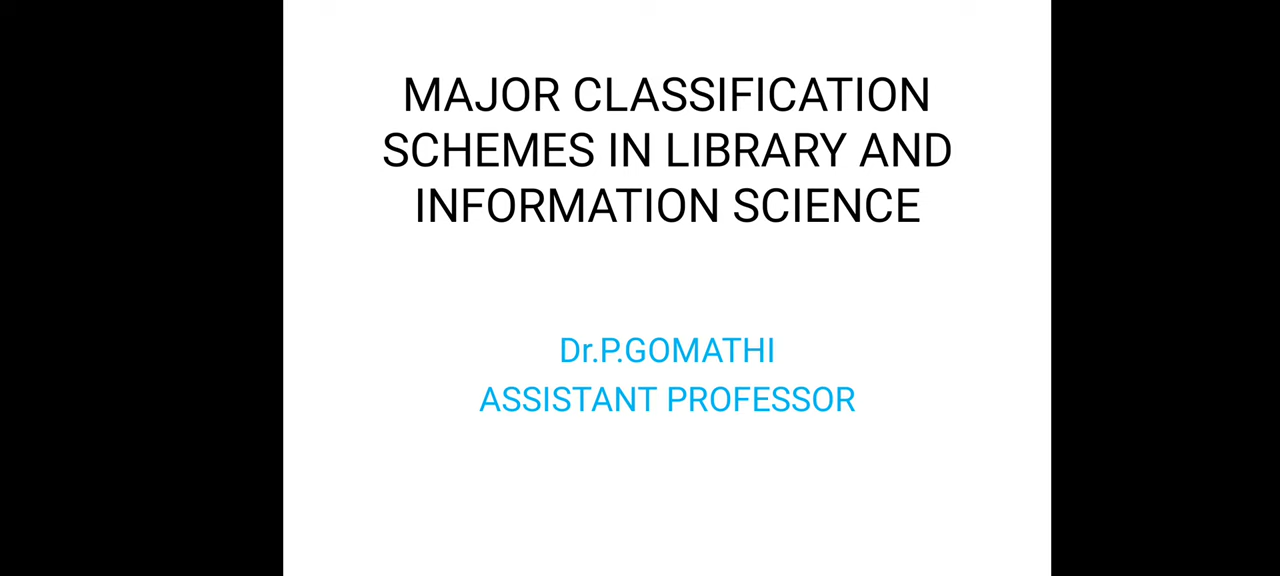 MAJOR CLASSIFICATION
SCHEMES IN LIBRARY AND
INFORMATION SCIENCE
Dr.P.GOMATHI
ASSISTANT PROFESSOR